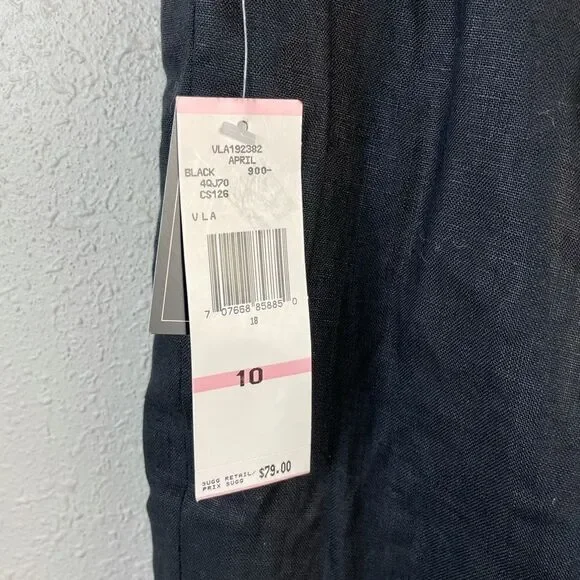 VLA192382
APRIL
BLACK 900-
4QJ70
CS126
VLA
7 07668 85885 0
18
10
SUGG RETAIL/ $79.00
PRIX SUGG